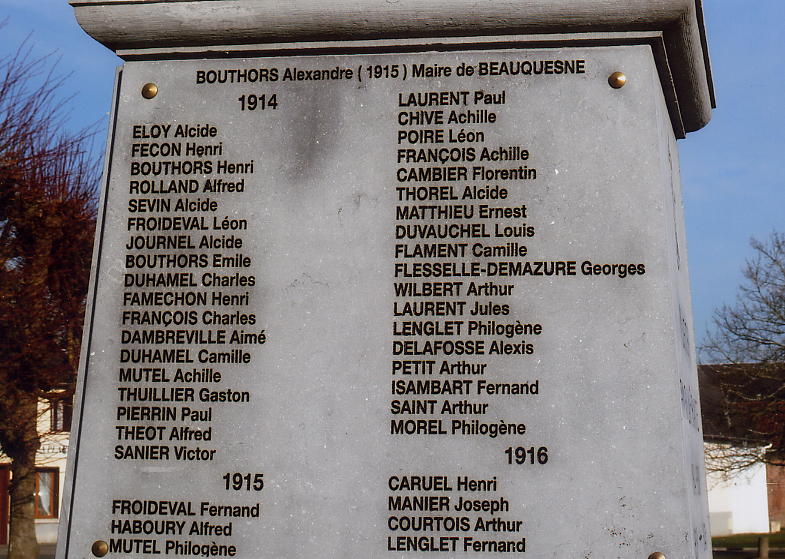 BOUTHORS Alexandre ( 1915 ) Maire de BEAUQUESNE
1914
ELOY Alcide
FECON Henri
BOUTHORS Henri
ROLLAND Alfred
SEVIN Alcide
FROIDEVAL Léon
JOURNEL Alcide
BOUTHORS Emile
DUHAMEL Charles
FAMECHON Henri
FRANÇOIS Charles
DAMBREVILLE Aimé
DUHAMEL Camille
MUTEL Achille
THUILLIER Gaston
PIERRIN Paul
THEOT Alfred
SANIER Victor
1915
FROIDEVAL Fernand
HABOURY Alfred
MUTEL Philogène
LAURENT Paul
CHIVE Achille
POIRE Léon
FRANÇOIS Achille
CAMBIER Florentin
THOREL Alcide
MATTHIEU Ernest
DUVAUCHEL Louis
FLAMENT Camille
FLESSELLE-DEMAZURE Georges
WILBERT Arthur
LAURENT Jules
LENGLET Philogène
DELAFOSSE Alexis
PETIT Arthur
ISAMBART Fernand
SAINT Arthur
MOREL Philogène
1916
CARUEL Henri
MANIER Joseph
COURTOIS Arthur
LENGLET Fernand